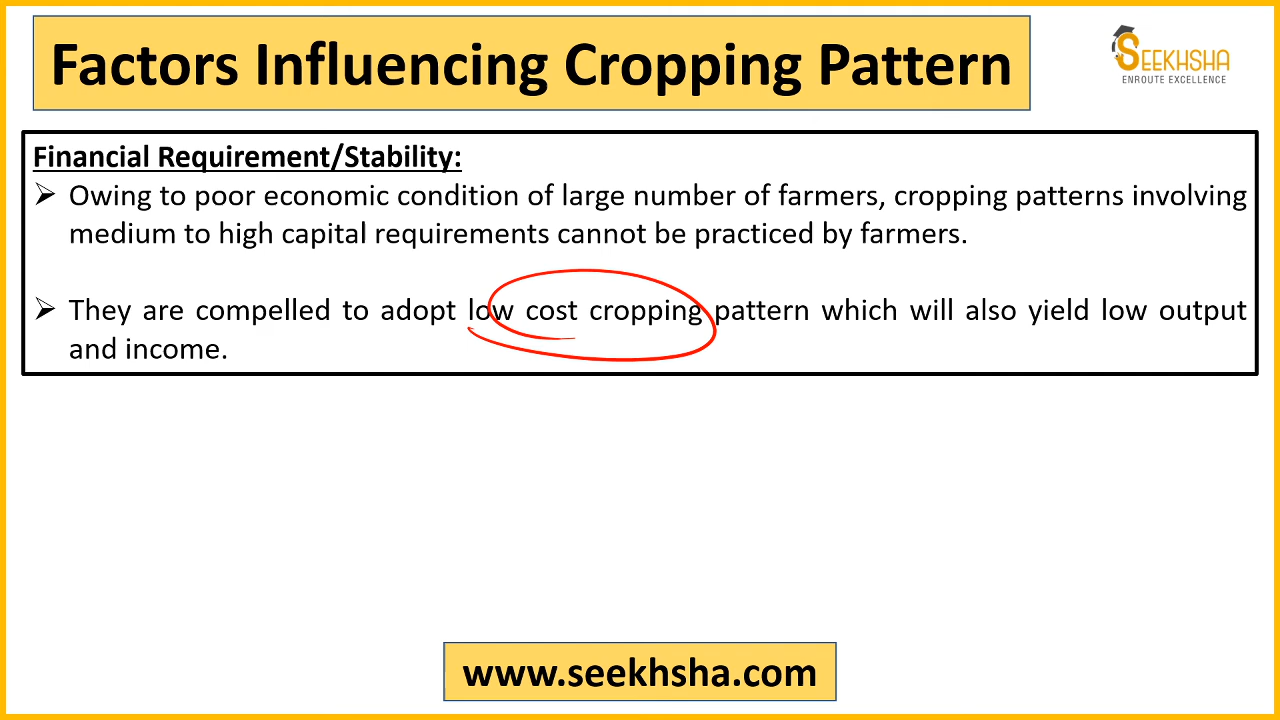 Factors Influencing Cropping Pattern
SEEKHSHA
ENROUTE EXCELLENCE
Financial Requirement/Stability:
➢ Owing to poor economic condition of large number of farmers, cropping patterns involving
medium to high capital requirements cannot be practiced by farmers.
➢ They are compelled to adopt low cost cropping pattern which will also yield low output
and income.
www.seekhsha.com